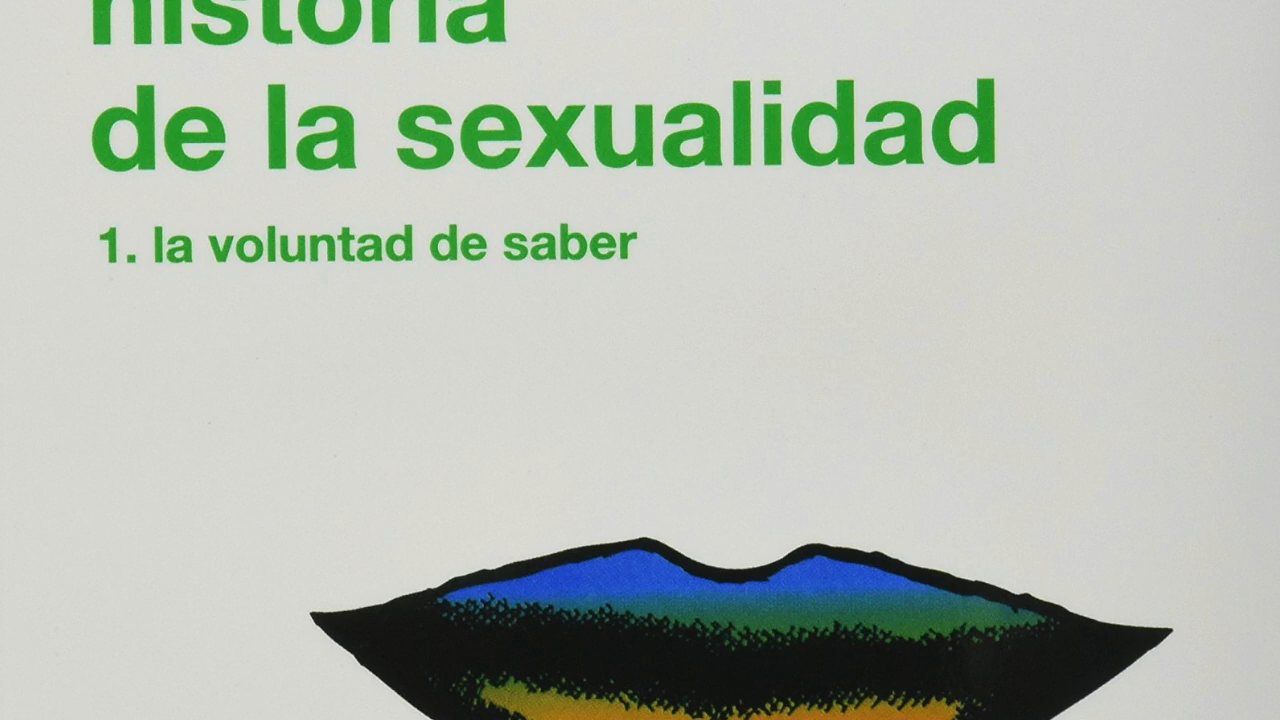 historia
de la sexualidad
1. la voluntad de saber